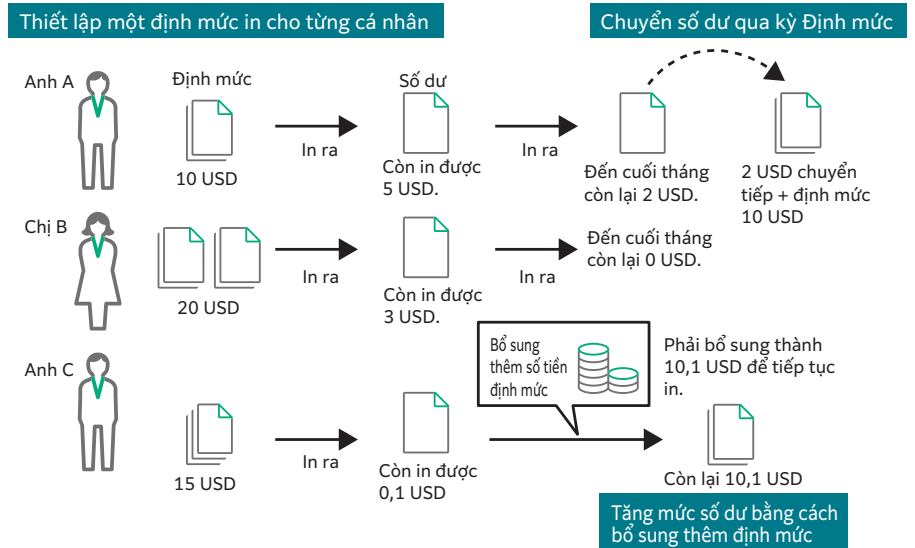 Thiết lập một định mức in cho từng cá nhân
Chuyển số dư qua kỳ Định mức
Anh A
Định mức
10 USD
In ra
Số dư
Còn in được
5 USD.
In ra
Đến cuối tháng
còn lại 2 USD.
2 USD chuyển
tiếp + định mức
10 USD
Chị B
20 USD
In ra
Còn in được
3 USD.
In ra
Đến cuối tháng
còn lại 0 USD.
Anh C
15 USD
In ra
Còn in được
0,1 USD
Bổ sung
thêm số tiền
định mức
Phải bổ sung thành
10,1 USD để tiếp tục
in.
Còn lại 10,1 USD
Tăng mức số dư bằng cách
bổ sung thêm định mức